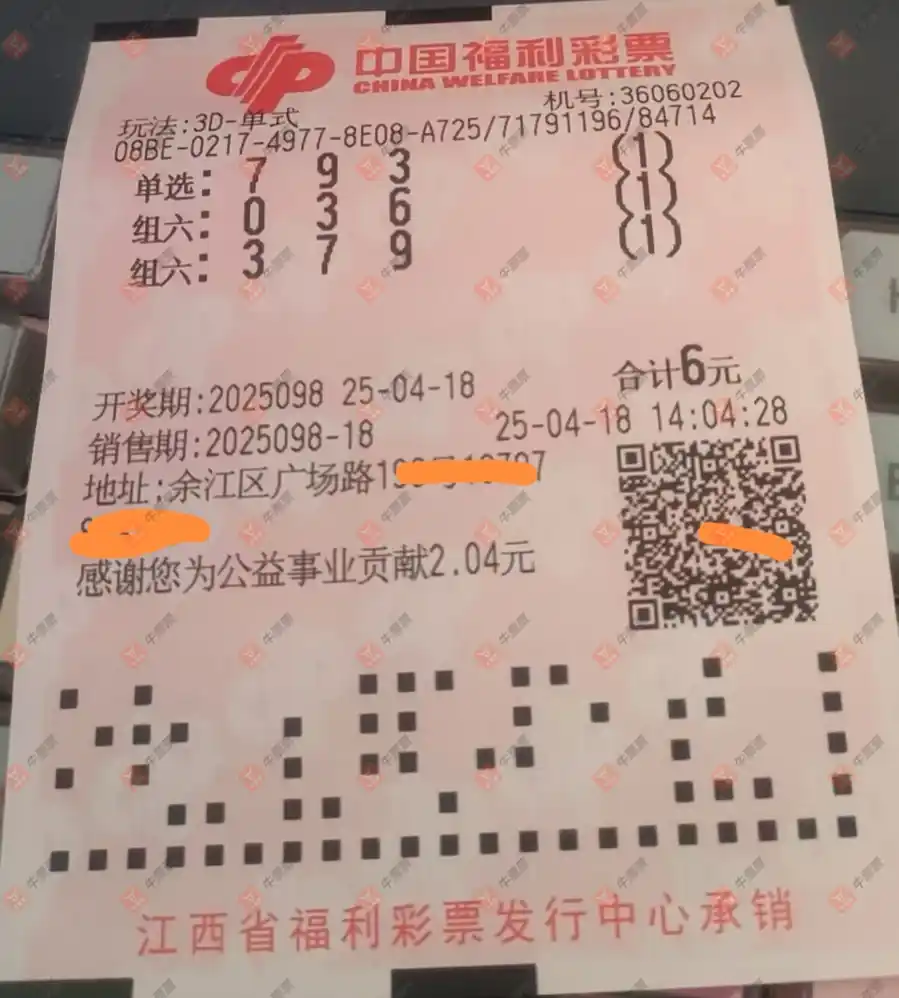 中国福利彩票
CHINA WELFARE LOTTERY
机号:36060202
玩法:3D-单式
08BE-0217-4977-8E08-A725/71791196/84714
单选: 7 9 3 (1)
组六: 0 3 6 (1)
组六: 3 7 9 (1)
合计6元
开奖期:2025098 25-04-18
销售期:2025098-18 25-04-18 14:04:28
地址:余江区广场路
感谢您为公益事业贡献2.04元
江西省福利彩票发行中心承销